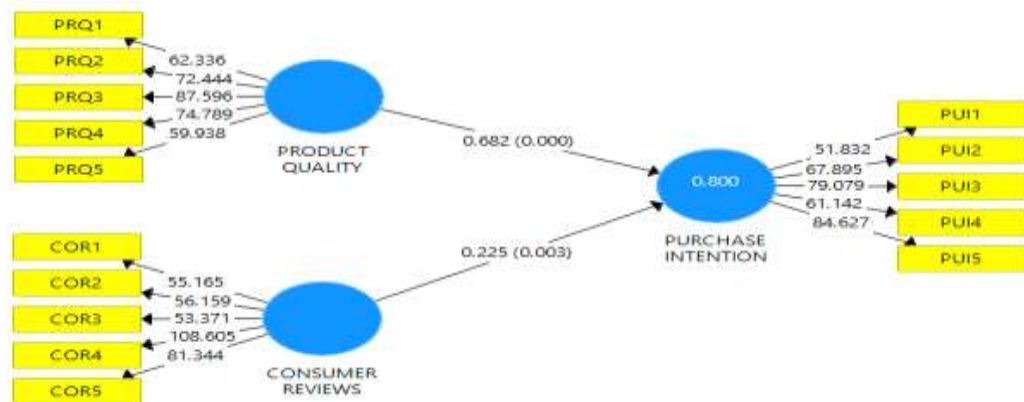 PRQ1
PRQ2
PRQ3
PRQ4
PRQ5
62.336
72.444
87.596
74.789
59.938
PRODUCT
QUALITY
0.682 (0.000)
COR1
COR2
COR3
COR4
COR5
55.165
56.159
53.371
108.605
81.344
CONSUMER
REVIEWS
0.225 (0.003)
0.800
PURCHASE
INTENTION
51.832
67.895
79.079
61.142
84.627
PUI1
PUI2
PUI3
PUI4
PUI5